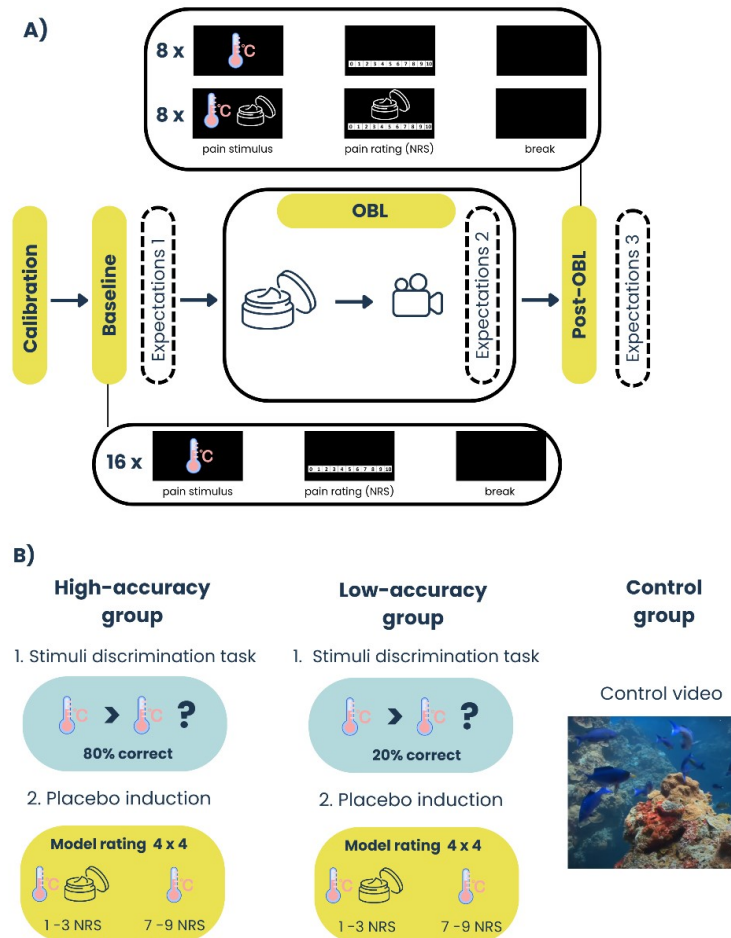 A)
8 x
°C
0 1 2 3 4 5 6 7 8 9 10
8 x
°C
0 1 2 3 4 5 6 7 8 9 10
pain stimulus pain rating (NRS) break
Calibration
Baseline
Expectations 1
OBL
Expectations 2
Post-OBL
Expectations 3
16 x
°C
0 1 2 3 4 5 6 7 8 9 10
pain stimulus pain rating (NRS) break
B)
High-accuracy
group
1. Stimuli discrimination task
°C > °C ?
80% correct
2. Placebo induction
Model rating 4 x 4
°C °C
1 -3 NRS 7 -9 NRS
Low-accuracy
group
1. Stimuli discrimination task
°C > °C ?
20% correct
2. Placebo induction
Model rating 4 x 4
°C °C
1 -3 NRS 7 -9 NRS
Control
group
Control video